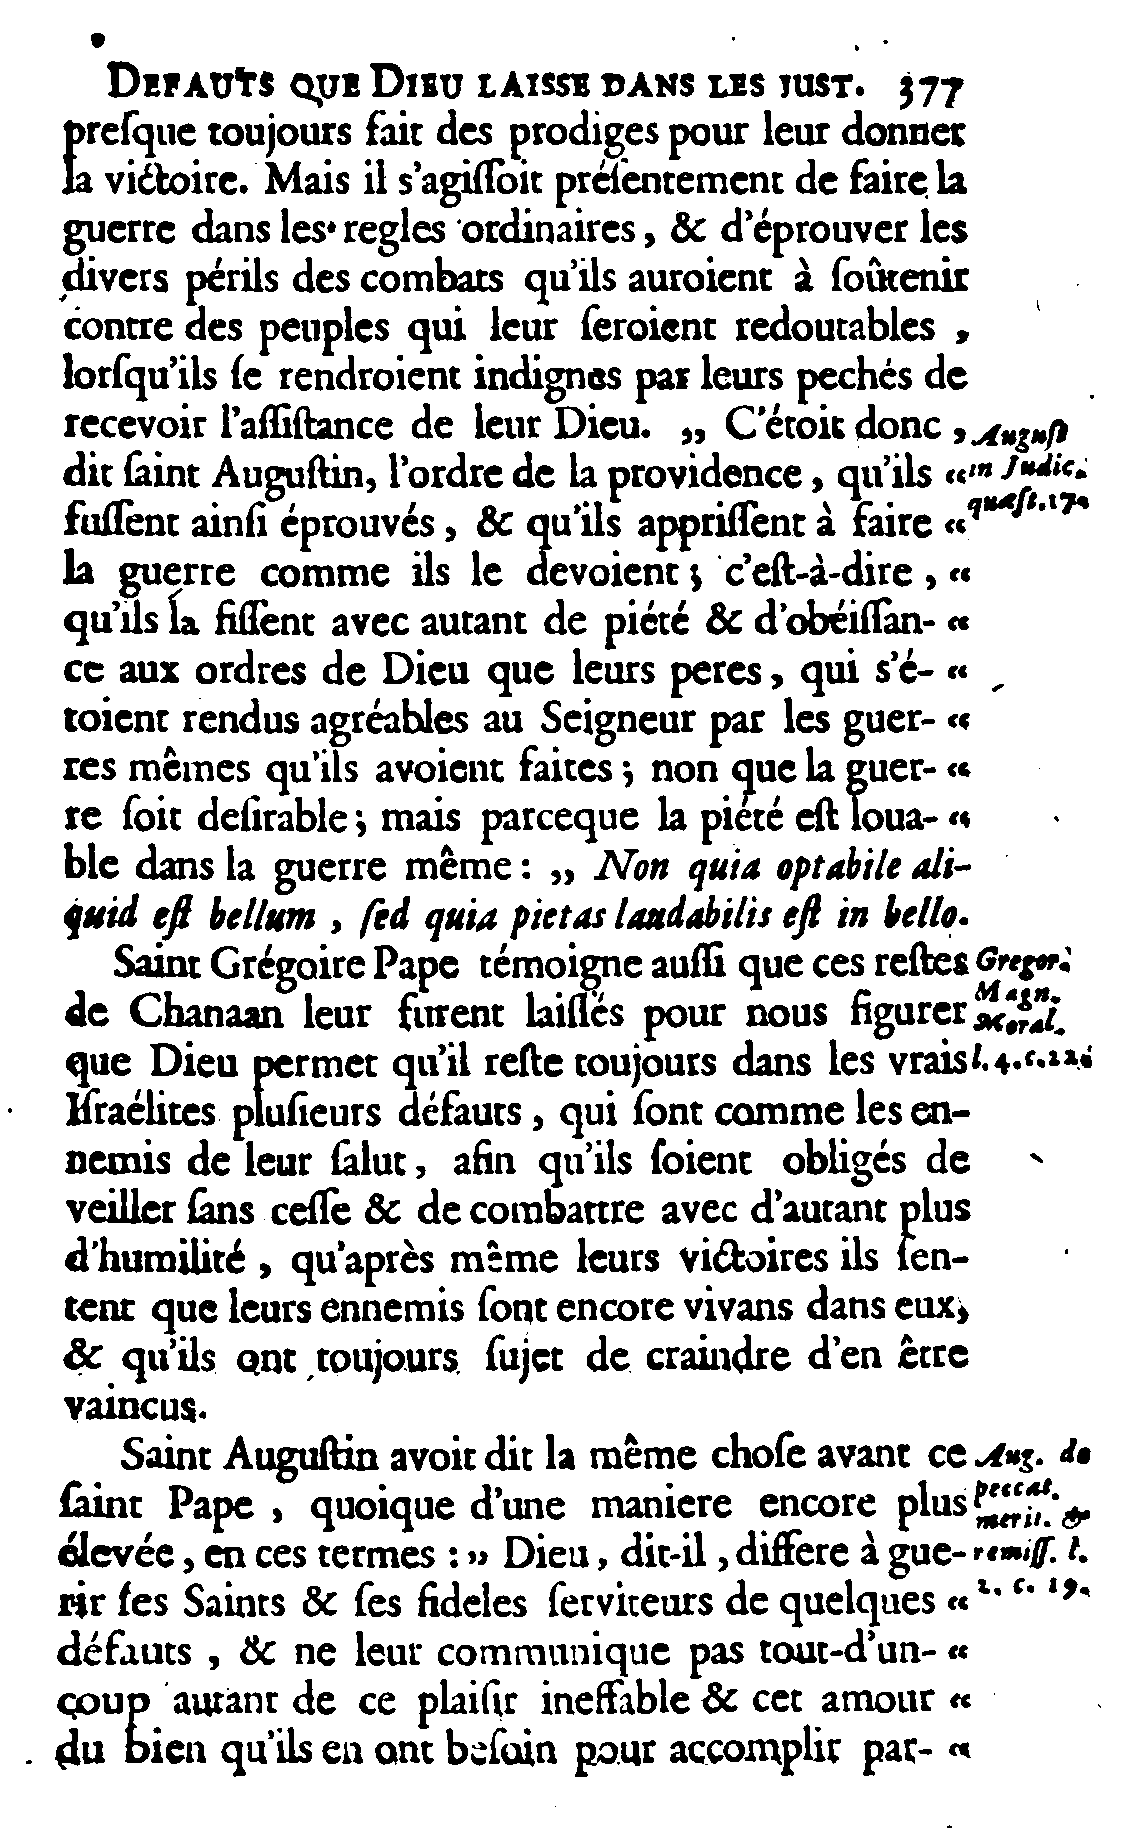 DEFAUTS QUE DIEU LAISSE DANS LES JUST. 377
preſque toujours fait des prodiges pour leur donner
la victoire. Mais il s'agiſſoit préſentement de faire la
guerre dans les regles ordinaires, & d'éprouver les
divers périls des combats qu'ils auroient à ſoûtenir
contre des peuples qui leur ſeroient redoutables,
lorſqu'ils ſe rendroient indignes par leurs pechés de
recevoir l'aſſiſtance de leur Dieu. „ C'étoit donc, Auguſt
dit ſaint Auguſtin, l'ordre de la providence, qu'ils “ in Judic.
fuſſent ainſi éprouvés, & qu'ils appriſſent à faire “ quæſt. 17.
la guerre comme ils le devoient; c'eſt-à-dire, “
qu'ils la fiſſent avec autant de piété & d'obéiſſan- “
ce aux ordres de Dieu que leurs peres, qui s'é- “
toient rendus agréables au Seigneur par les guer- “
res mêmes qu'ils avoient faites; non que la guer- “
re ſoit deſirable; mais parceque la piété eſt loua- “
ble dans la guerre même: „ Non quia optabile ali-
quid eſt bellum, ſed quia pietas laudabilis eſt in bello.
Saint Grégoire Pape témoigne auſſi que ces reſtes Gregor.
de Chanaan leur furent laiſſés pour nous figurer Magn. Moral.
que Dieu permet qu'il reſte toujours dans les vrais l. 4. c.
Iſraélites pluſieurs défauts, qui ſont comme les en-
nemis de leur ſalut, afin qu'ils ſoient obligés de
veiller ſans ceſſe & de combattre avec d'autant plus
d'humilité, qu'après même leurs victoires ils ſen-
tent que leurs ennemis ſont encore vivans dans eux,
& qu'ils ont toujours ſujet de craindre d'en être
vaincus.
Saint Auguſtin avoit dit la même choſe avant ce Aug. de
ſaint Pape, quoique d'une maniere encore plus peccat. merit. &
élevée, en ces termes: „ Dieu, dit-il, differe à gue- remiſſ. l.
rir ſes Saints & ſes fideles ſerviteurs de quelques “ 2. c. 19.
défauts, & ne leur communique pas tout-d'un- “
coup autant de ce plaiſir ineffable & cet amour “
du bien qu'ils en ont beſoin pour accomplir par- “